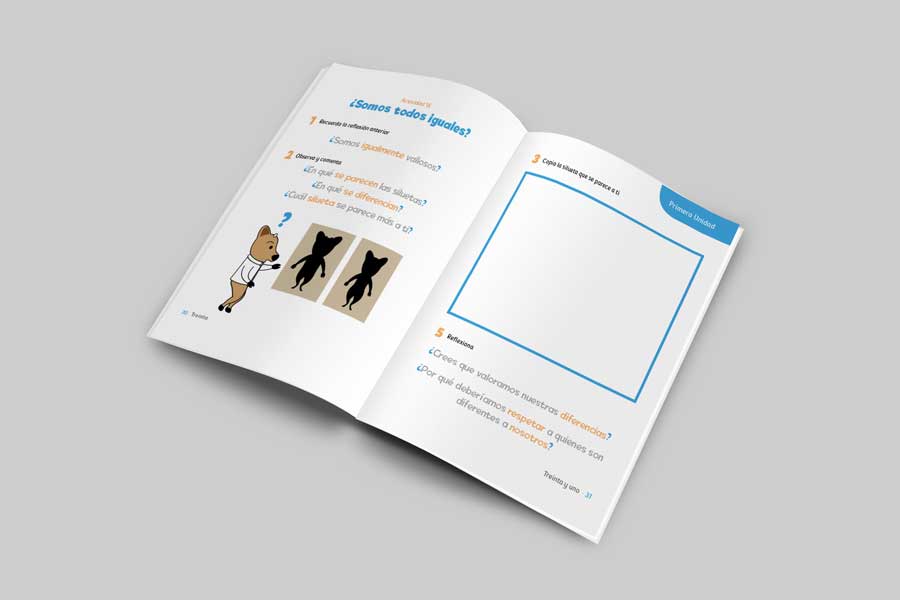 ¿Somos todos iguales?
1 Recuerda la reflexión anterior
¿Somos igualmente valiosos?
2 Observa y comenta
¿En qué se parecen las siluetas?
¿En qué se diferencian?
¿Cuál silueta se parece más a ti?
?
30 Treinta
3 Copia la silueta que se parece a ti
Primera Unidad
5 Reflexiona
¿Crees que valoramos nuestras diferencias?
¿Por qué deberíamos respetar a quienes son
diferentes a nosotros?
Treinta y uno 31